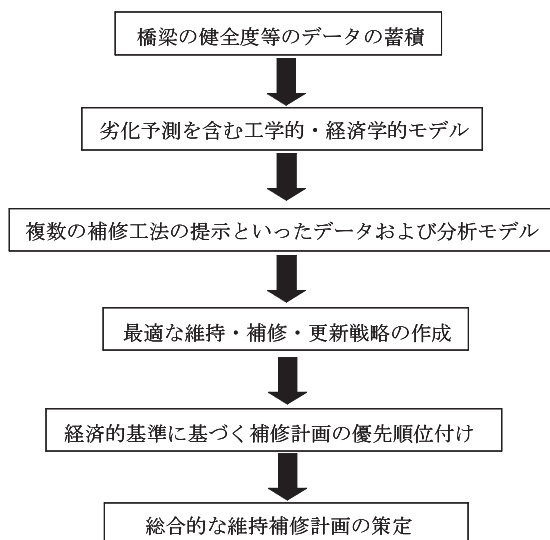 橋梁の健全度等のデータの蓄積
劣化予測を含む工学的・経済学的モデル
複数の補修工法の提示といったデータおよび分析モデル
最適な維持・補修・更新戦略の作成
経済的基準に基づく補修計画の優先順位付け
総合的な維持補修計画の策定